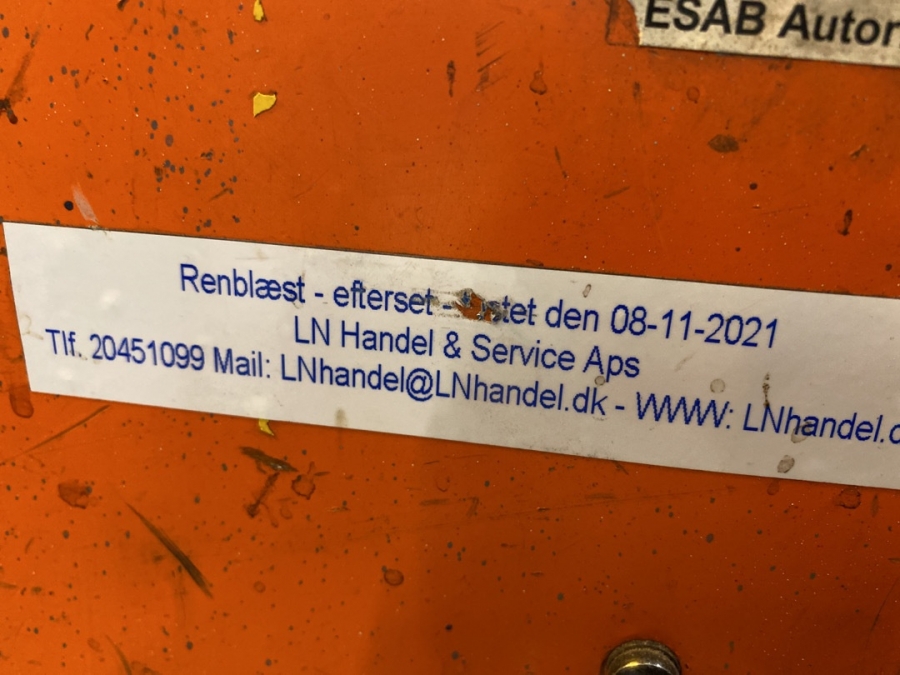 ESAB
Renblæst - efterset - den 08-11-2021
LN Handel & Service Aps
Tlf. 20451099 Mail: LNhandel@LNhandel.dk - WWW: LNhandel.d